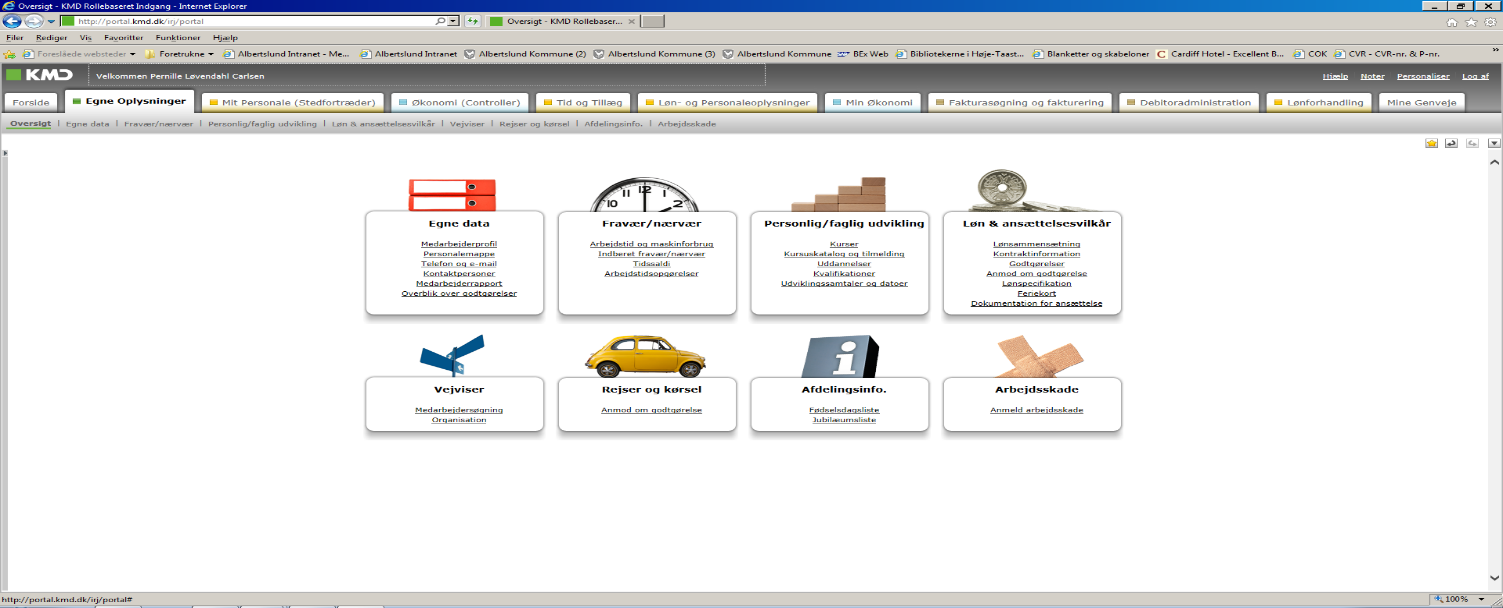 Oversigt - KMD Rollebaseret Indgang - Internet Explorer
http://portal.kmd.dk/irj/portal
Oversigt - KMD Rollebaser...
Filer Rediger Vis Favoritter Funktioner Hjælp
Foreslåede websteder Foretrukne Albertslund Intranet - Me... Albertslund Intranet Albertslund Kommune (2) Albertslund Kommune (3) Albertslund Kommune BEx Web Bibliotekerne i Høje-Taast... Blanketter og skabeloner Cardiff Hotel - Excellent B... COK CVR - CVR-nr. & P-nr.
KMD Velkommen Pernille Løvendahl Carlsen Hjælp Noter Personaliser Log af
Forside Egne Oplysninger Mit Personale (Stedfortræder) Økonomi (Controller) Tid og Tillæg Løn- og Personaleoplysninger Min Økonomi Fakturasøgning og fakturering Debitoradministration Lønforhandling Mine Genveje
Oversigt | Egne data | Fravær/nærvær | Personlig/faglig udvikling | Løn & ansættelsesvilkår | Vejviser | Rejser og kørsel | Afdelingsinfo. | Arbejdsskade
10 11 12 1 2
Egne data
Medarbejderprofil
Personalemappe
Telefon og e-mail
Kontaktpersoner
Medarbejderrapport
Overblik over godtgørelser
Fravær/nærvær
Arbejdstid og maskinforbrug
Indberet fravær/nærvær
Tidssaldi
Arbejdstidsopgørelser
Personlig/faglig udvikling
Kurser
Kursuskatalog og tilmelding
Uddannelser
Kvalifikationer
Udviklingssamtaler og datoer
Løn & ansættelsesvilkår
Lønsammensætning
Kontraktinformation
Godtgørelser
Anmod om godtgørelse
Lønspecifikation
Feriekort
Dokumentation for ansættelse
Vejviser
Medarbejdersøgning
Organisation
Rejser og kørsel
Anmod om godtgørelse
i
Afdelingsinfo.
Fødselsdagsliste
Jubilæumsliste
Arbejdsskade
Anmeld arbejdsskade
http://portal.kmd.dk/irj/portal#
100%